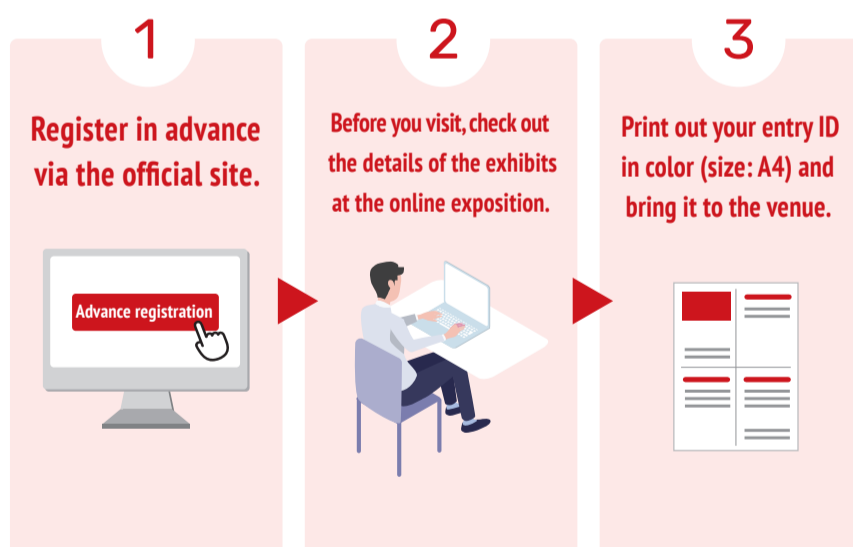 1
Register in advance
via the official site.
Advance registration
2
Before you visit, check out
the details of the exhibits
at the online exposition.
3
Print out your entry ID
in color (size: A4) and
bring it to the venue.